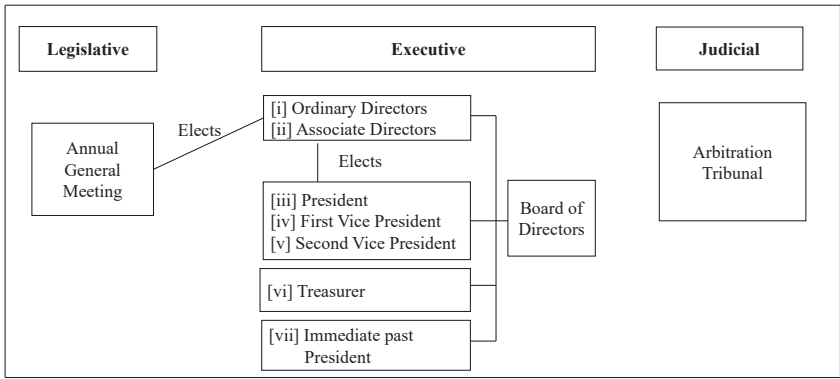 Legislative
Executive
Judicial
Annual
General
Meeting
Elects
[i] Ordinary Directors
[ii] Associate Directors
Elects
[iii] President
[iv] First Vice President
[v] Second Vice President
[vi] Treasurer
[vii] Immediate past
President
Board of
Directors
Arbitration
Tribunal